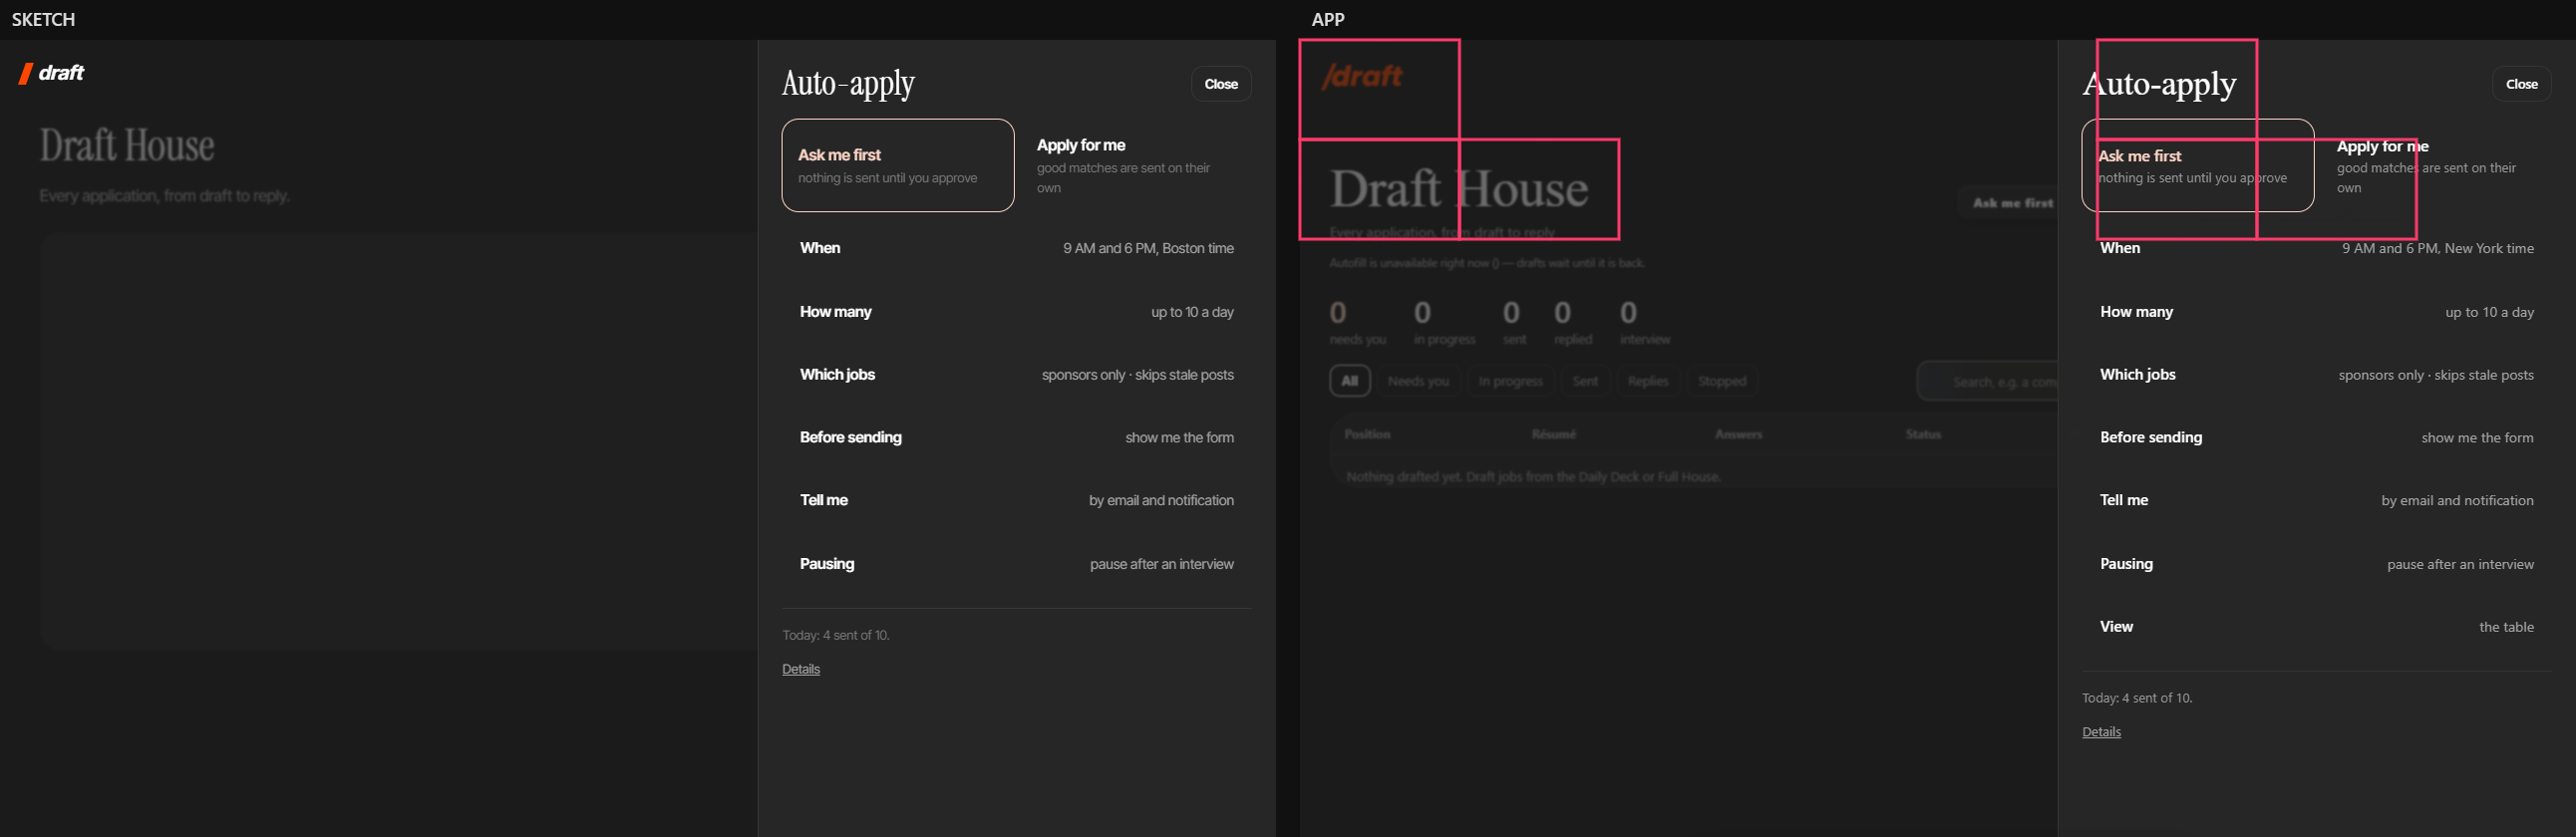 SKETCH
draft
Draft House
Every application, from draft to reply.
Auto-apply
Close
Ask me first
nothing is sent until you approve
Apply for me
good matches are sent on their
own
When
9 AM and 6 PM, Boston time
How many
up to 10 a day
Which jobs
sponsors only · skips stale posts
Before sending
show me the form
Tell me
by email and notification
Pausing
pause after an interview
Today: 4 sent of 10.
Details
APP
/draft
Draft House
Ask me first
Every application, from draft to reply
Autofill is unavailable right now () — drafts wait until it is back.
0
0
0
0
0
needs you
in progress
sent
replied
interview
All
Needs you
In progress
Sent
Replies
Stopped
Search, e.g. a com
Position
Résumé
Answers
Status
Nothing drafted yet. Draft jobs from the Daily Deck or Full House.
Auto-apply
Close
Ask me first
nothing is sent until you approve
Apply for me
good matches are sent on their
own
When
9 AM and 6 PM, New York time
How many
up to 10 a day
Which jobs
sponsors only · skips stale posts
Before sending
show me the form
Tell me
by email and notification
Pausing
pause after an interview
View
the table
Today: 4 sent of 10.
Details